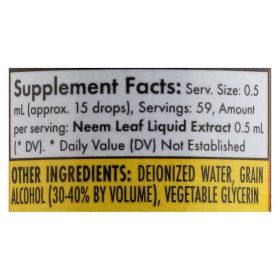 Supplement Facts: Serv. Size: 0.5
mL (approx. 15 drops), Servings: 59, Amount
per serving: Neem Leaf Liquid Extract 0.5 mL
(* DV). * Daily Value (DV) Not Established
OTHER INGREDIENTS: DEIONIZED WATER, GRAIN
ALCOHOL (30-40% BY VOLUME), VEGETABLE GLYCERIN